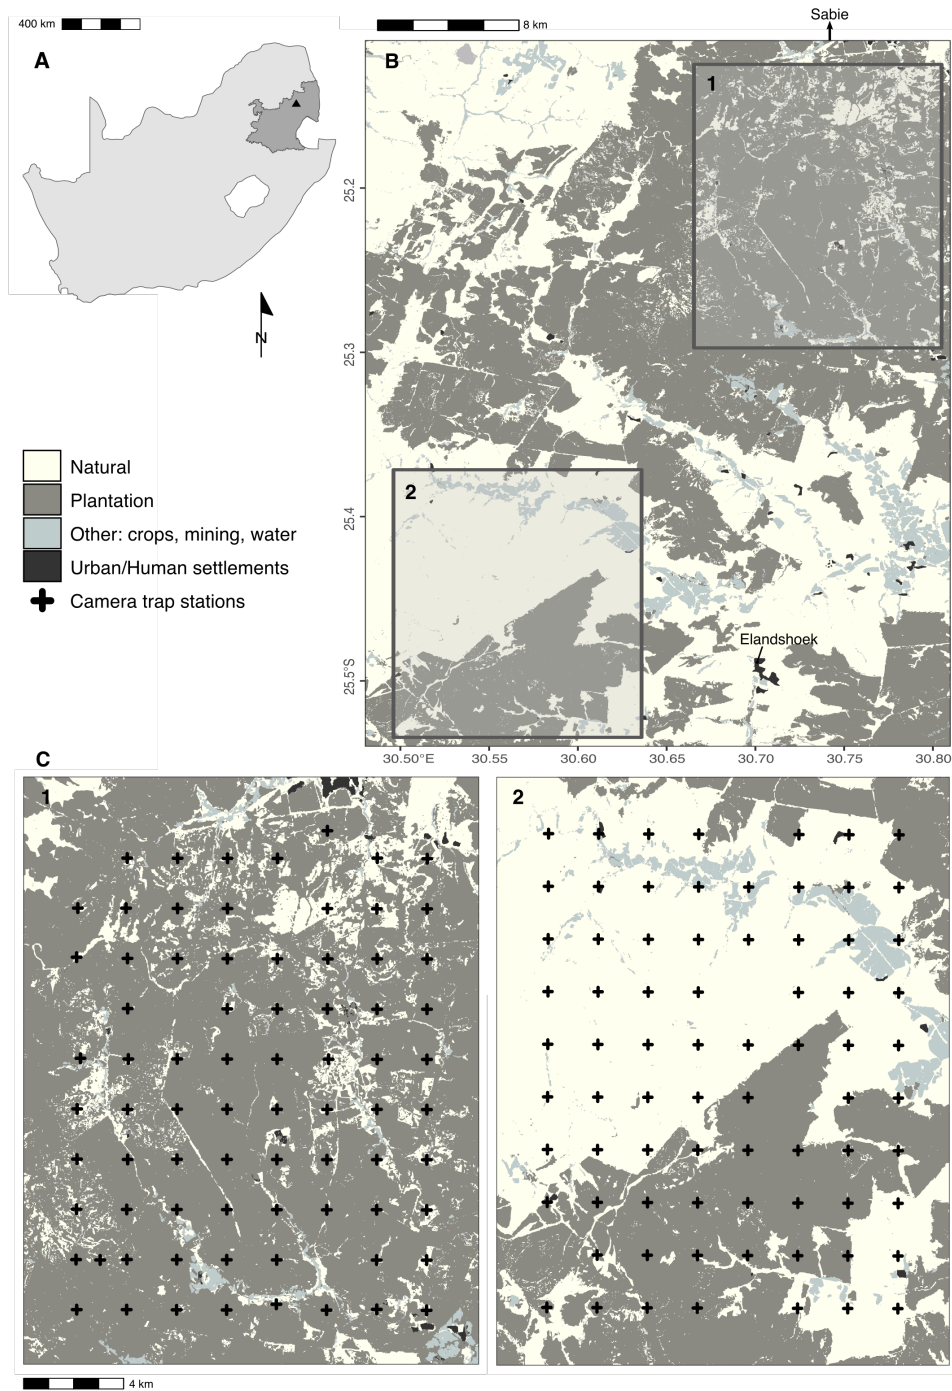 400 km
8 km
Sabie
A
B
1
25.2
N
25.3
Natural
Plantation
Other: crops, mining, water
Urban/Human settlements
Camera trap stations
2
25.4
Elandshoek
25.5°S
30.50°E
30.55
30.60
30.65
30.70
30.75
30.80
C
1
2
4 km